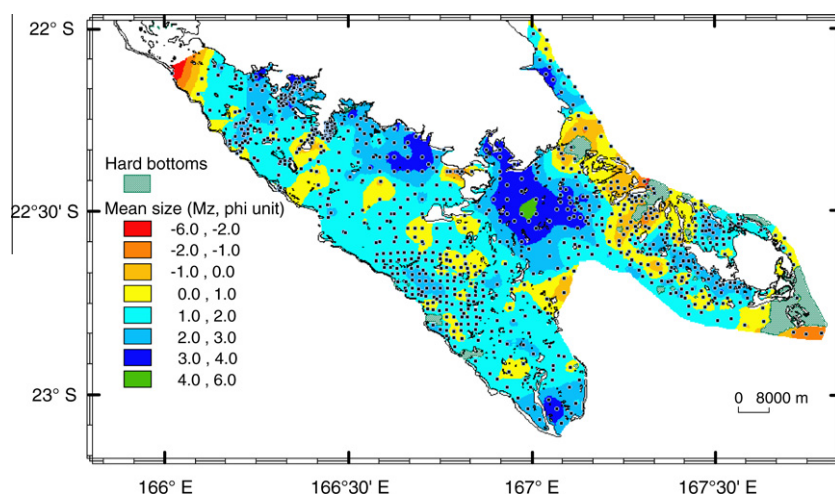 22° S
22°30' S
23° S
Hard bottoms
Mean size (Mz, phi unit)
-6.0 , -2.0
-2.0 , -1.0
-1.0 , 0.0
0.0 , 1.0
1.0 , 2.0
2.0 , 3.0
3.0 , 4.0
4.0 , 6.0
0 8000 m
166° E
166°30' E
167° E
167°30' E